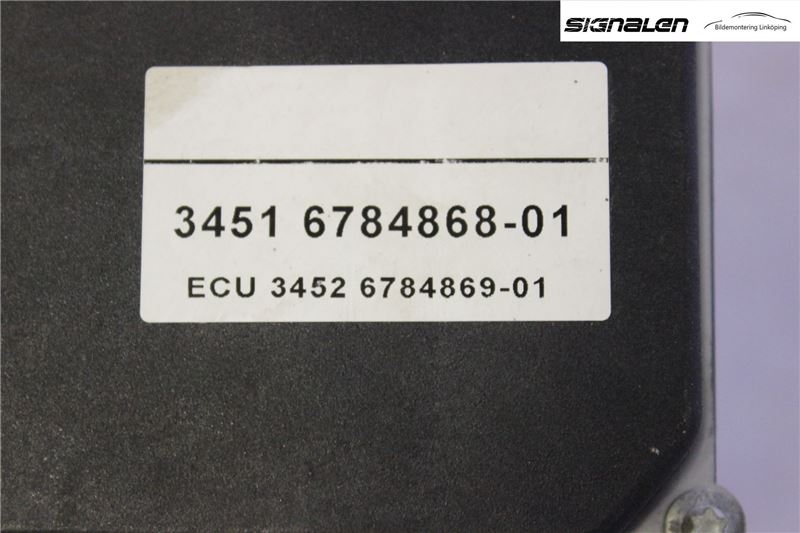 SIGNALEN
Bildemontering Linköping
3451 6784868-01
ECU 3452 6784869-01